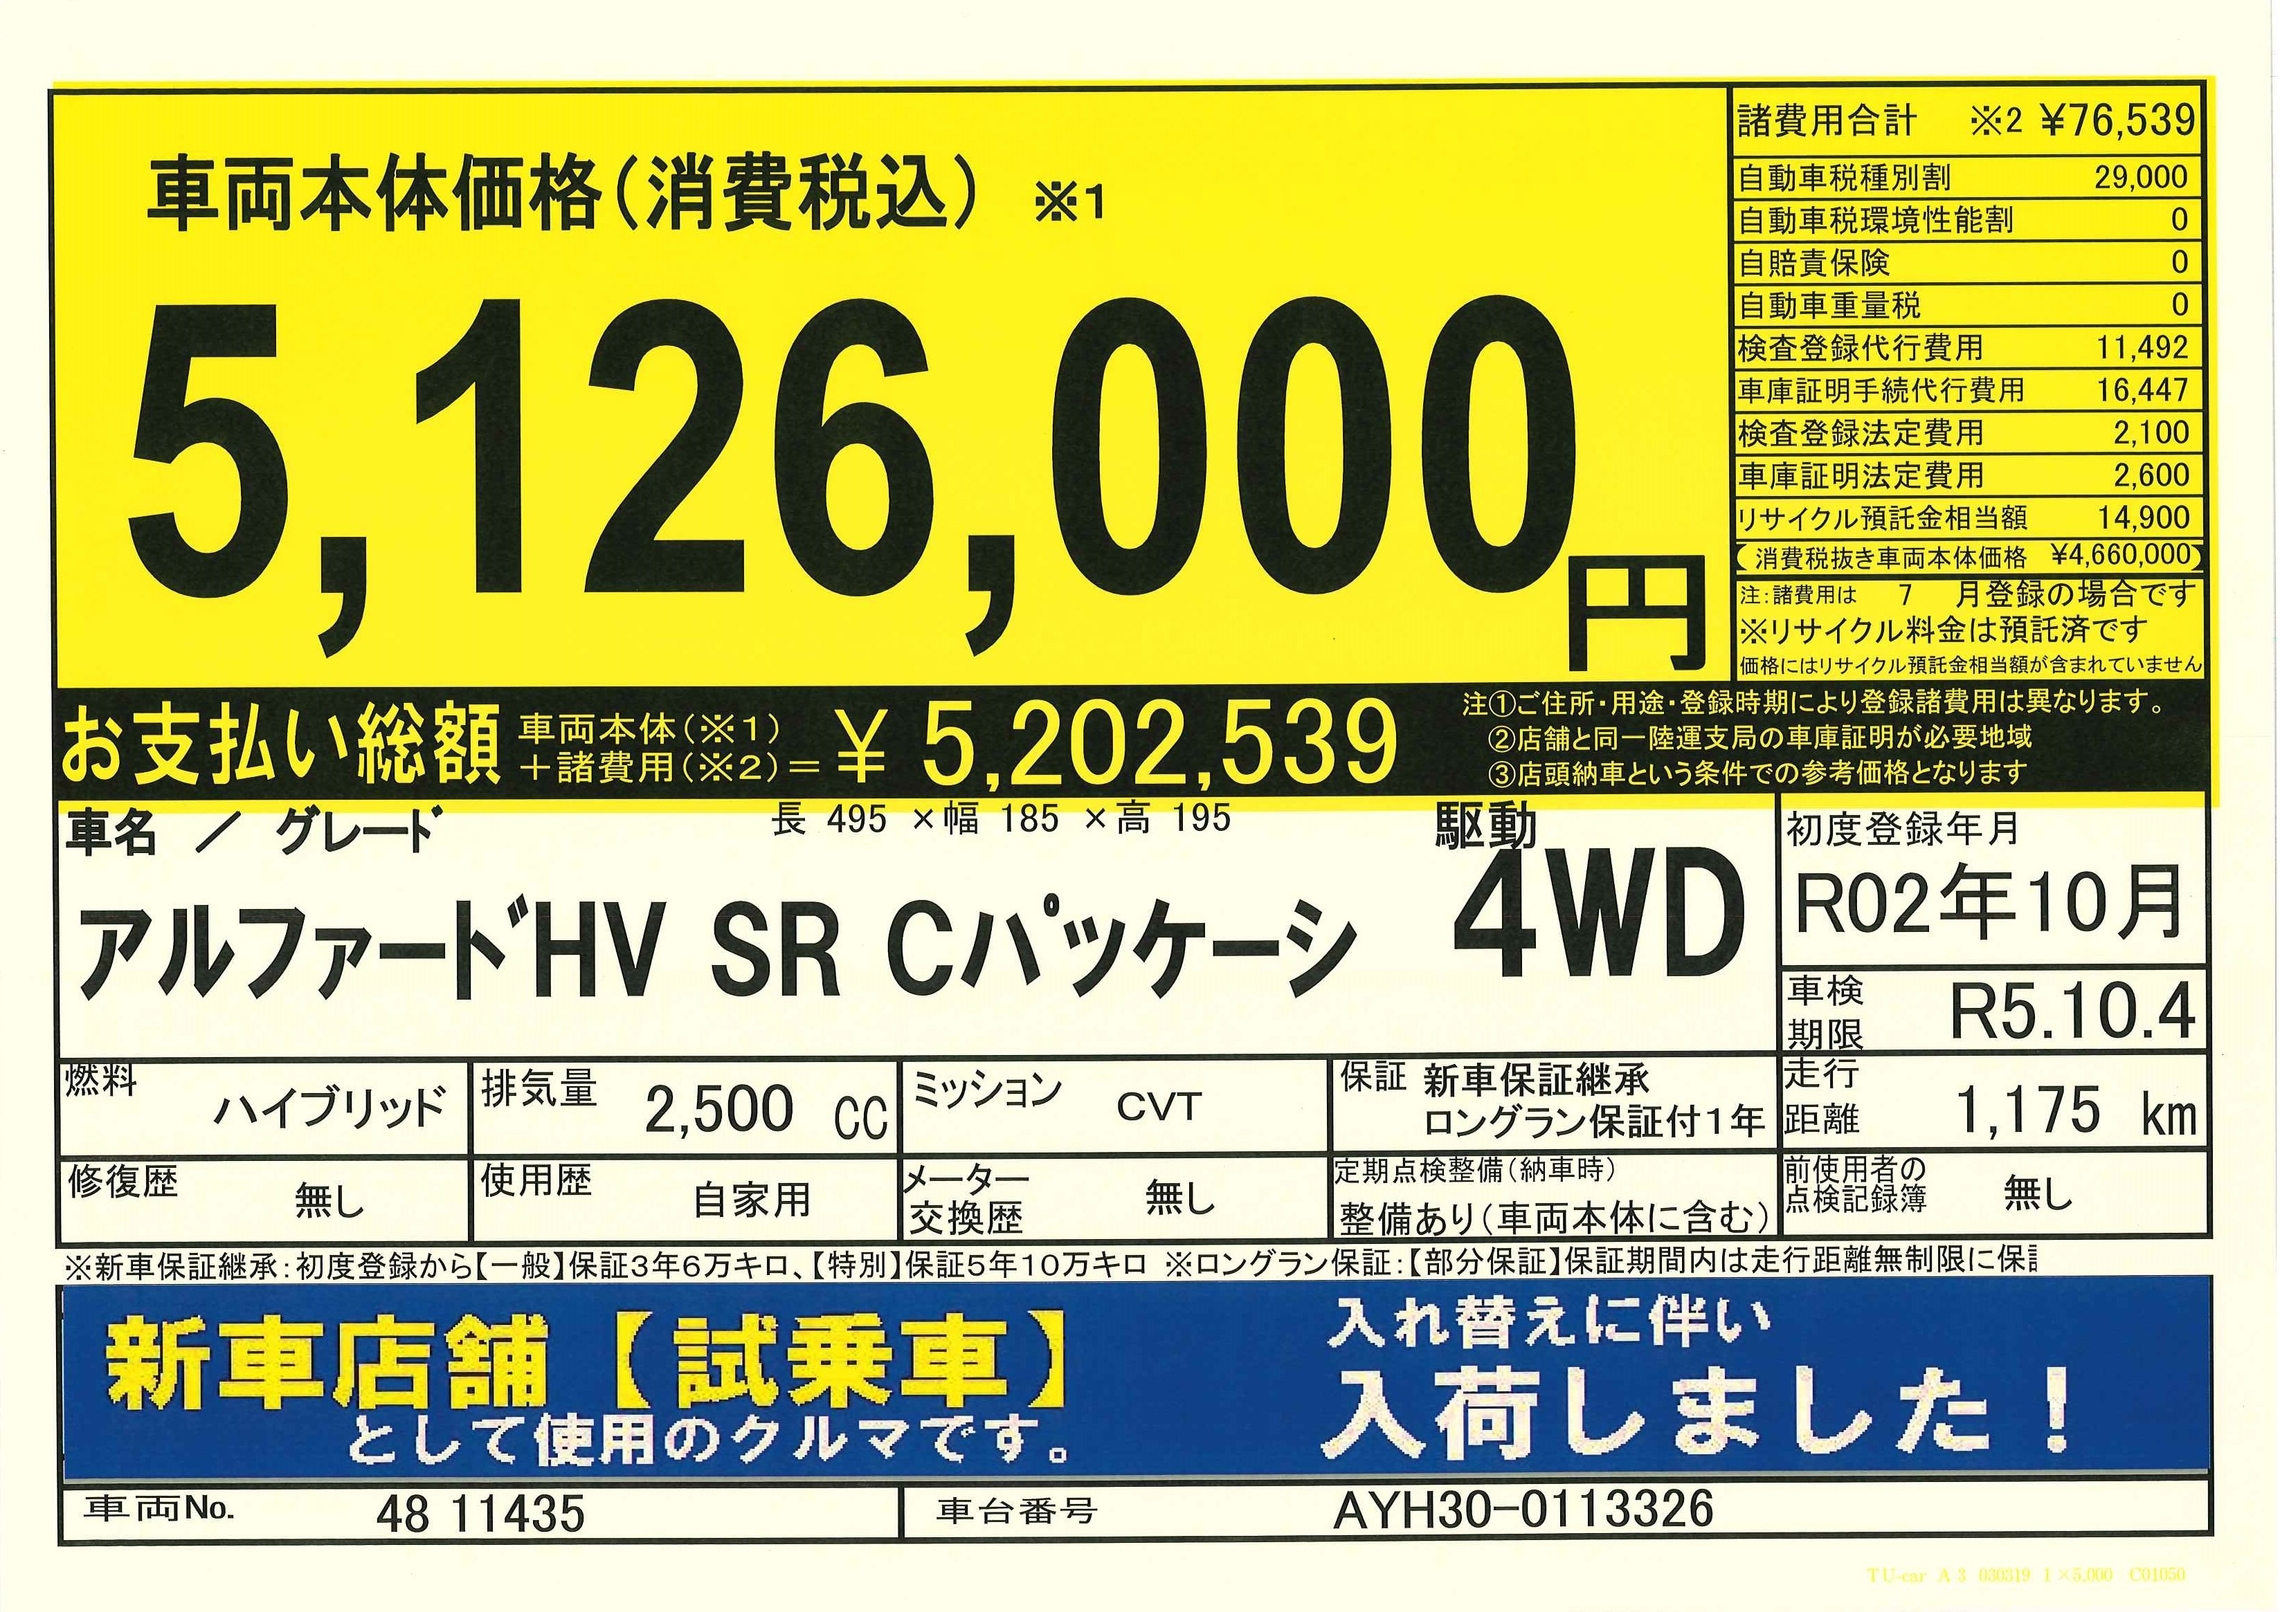 車両本体価格(消費税込) ※1
5,126,000円
諸費用合計 ※2 ¥76,539
自動車税種別割 29,000
自動車税環境性能割 0
自賠責保険 0
自動車重量税 0
検査登録代行費用 11,492
車庫証明手続代行費用 16,447
検査登録法定費用 2,100
車庫証明法定費用 2,600
リサイクル預託金相当額 14,900
(消費税抜き車両本体価格 ¥4,660,000)
注:諸費用は 7 月登録の場合です
※リサイクル料金は預託済です
価格にはリサイクル預託金相当額が含まれていません
お支払い総額 車両本体(※1)
+諸費用(※2)=¥5,202,539
注①ご住所・用途・登録時期により登録諸費用は異なります。
②店舗と同一陸運支局の車庫証明が必要地域
③店頭納車という条件での参考価格となります
車名 / グレード 長 495 ×幅 185 ×高 195
アルファードHV SR Cパッケーシ
駆動
4WD
初度登録年月
R02年10月
車検
期限 R5.10.4
燃料 ハイブリッド
排気量 2,500 CC
ミッション CVT
保証 新車保証継承
ロングラン保証付1年
走行
距離 1,175 km
修復歴 無し
使用歴 自家用
メーター
交換歴 無し
定期点検整備(納車時)
整備あり(車両本体に含む)
前使用者の
点検記録簿 無し
※新車保証継承:初度登録から【一般】保証3年6万キロ、【特別】保証5年10万キロ ※ロングラン保証:【部分保証】保証期間内は走行距離無制限に保証
新車店舗【試乗車】
として使用のクルマです。
入れ替えに伴い
入荷しました!
車両No. 48 11435
車台番号 AYH30-0113326
TU-car A3 030319 1×5,000 C01050